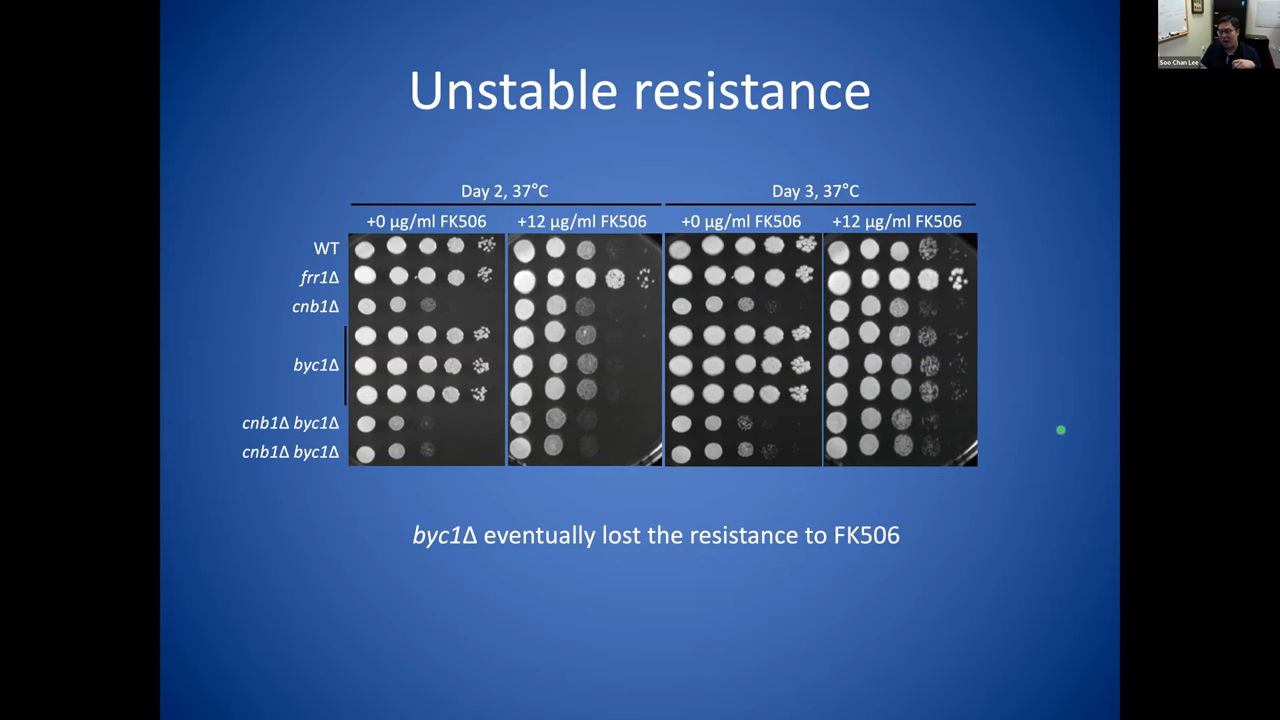 Soo Chan Lee
Unstable resistance
Day 2, 37°C
Day 3, 37°C
+0 µg/ml FK506
+12 µg/ml FK506
+0 µg/ml FK506
+12 µg/ml FK506
WT
frr1Δ
cnb1Δ
byc1Δ
cnb1Δ byc1Δ
cnb1Δ byc1Δ
byc1Δ eventually lost the resistance to FK506